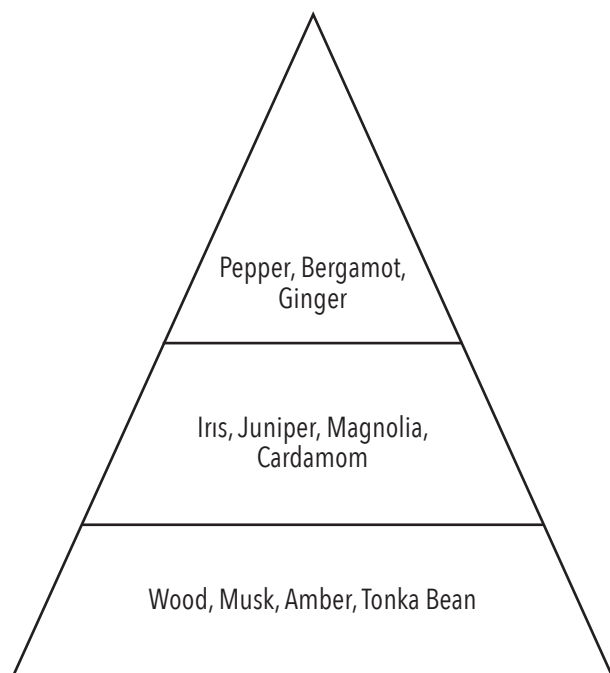 Pepper, Bergamot,
Ginger
Iris, Juniper, Magnolia,
Cardamom
Wood, Musk, Amber, Tonka Bean